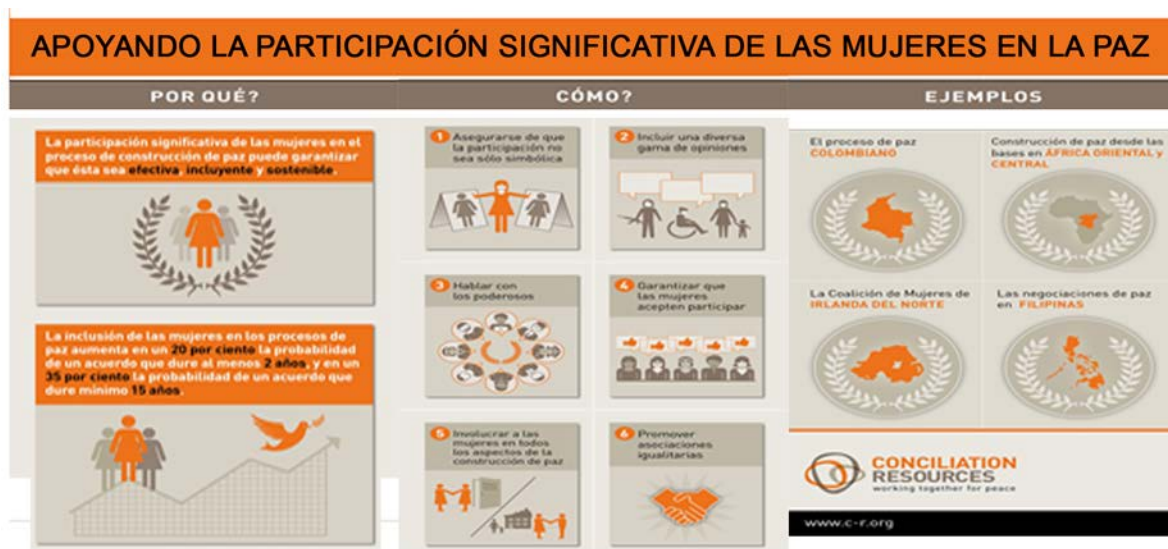 APOYANDO LA PARTICIPACIÓN SIGNIFICATIVA DE LAS MUJERES EN LA PAZ
POR QUÉ?
La participación significativa de las mujeres en el
proceso de construcción de paz puede garantizar
que ésta sea efectiva, incluyente y sostenible.
La inclusión de las mujeres en los procesos de
paz aumenta en un 20 por ciento la probabilidad
de un acuerdo que dure al menos 2 años, y en un
35 por ciento la probabilidad de un acuerdo que
dure mínimo 15 años.
CÓMO?
1 Asegurarse de que
la participación no
sea sólo simbólica
2 Incluir una diversa
gama de opiniones
3 Hablar con
los poderosos
4 Garantizar que
las mujeres
acepten participar
5 Involucrar a las
mujeres en todos
los aspectos de la
construcción de paz
6 Promover
asociaciones
igualitarias
EJEMPLOS
El proceso de paz
COLOMBIANO
Construcción de paz desde las
bases en ÁFRICA ORIENTAL y
CENTRAL
La Coalición de Mujeres de
IRLANDA DEL NORTE
Las negociaciones de paz
en FILIPINAS
CONCILIATION
RESOURCES
working together for peace
www.c-r.org